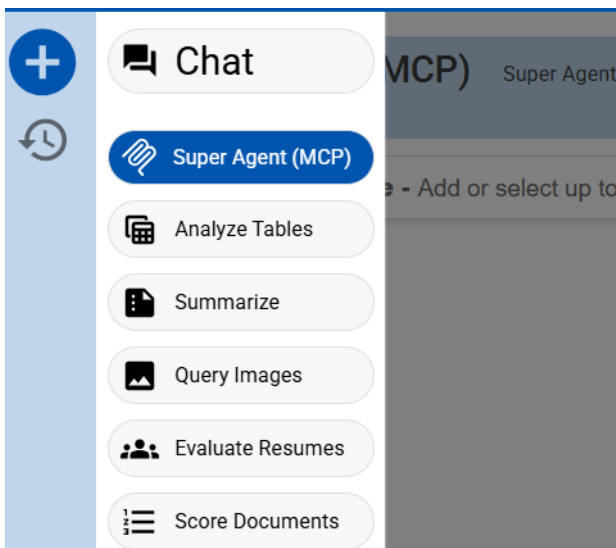 Chat
MCP) Super Agent
Super Agent (MCP)
- Add or select up to
Analyze Tables
Summarize
Query Images
Evaluate Resumes
Score Documents